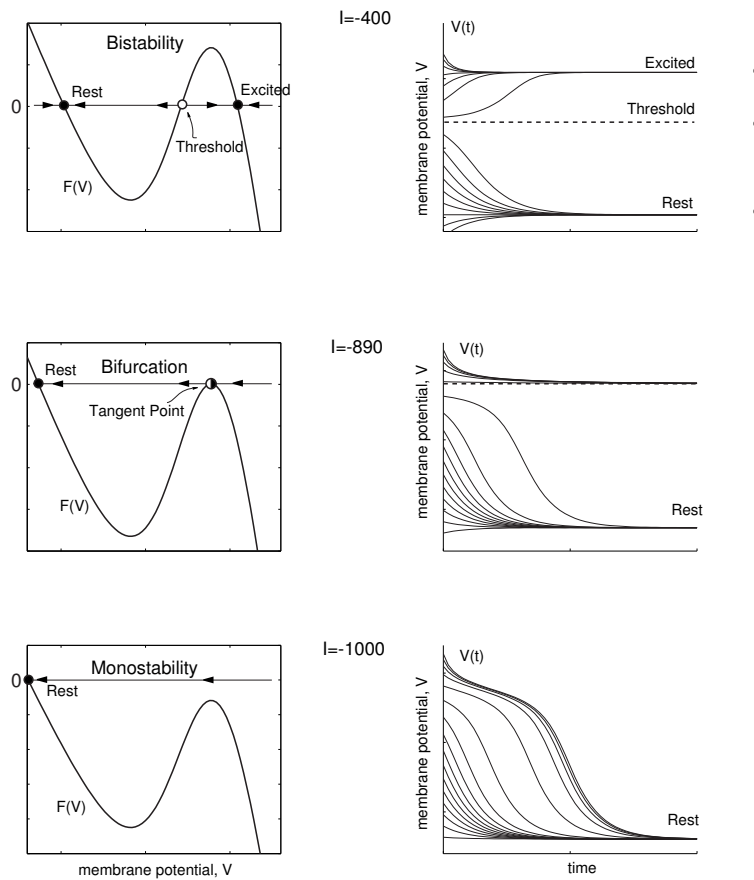 I=-400
Bistability
Rest
Excited
0
Threshold
F(V)
membrane potential, V
V(t)
Excited
Threshold
Rest
I=-890
Bifurcation
Rest
0
Tangent Point
F(V)
membrane potential, V
V(t)
Rest
I=-1000
Monostability
0
Rest
F(V)
membrane potential, V
membrane potential, V
V(t)
Rest
time